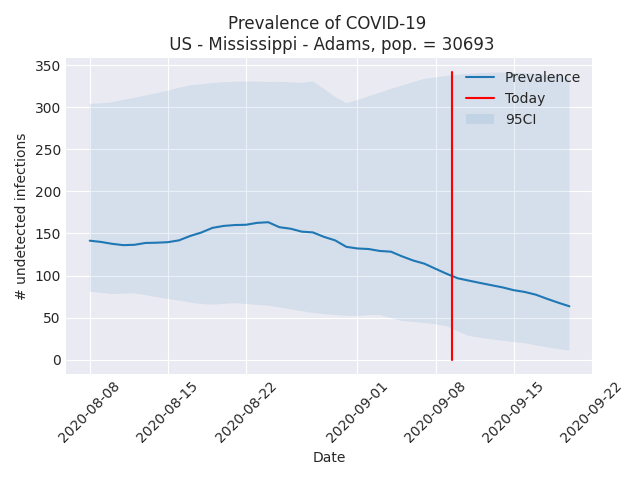 Prevalence of COVID-19
US - Mississippi - Adams, pop. = 30693
# undetected infections
350
300
250
200
150
100
50
0
Prevalence
Today
95CI
2020-08-08
2020-08-15
2020-08-22
2020-09-01
2020-09-08
2020-09-15
2020-09-22
Date